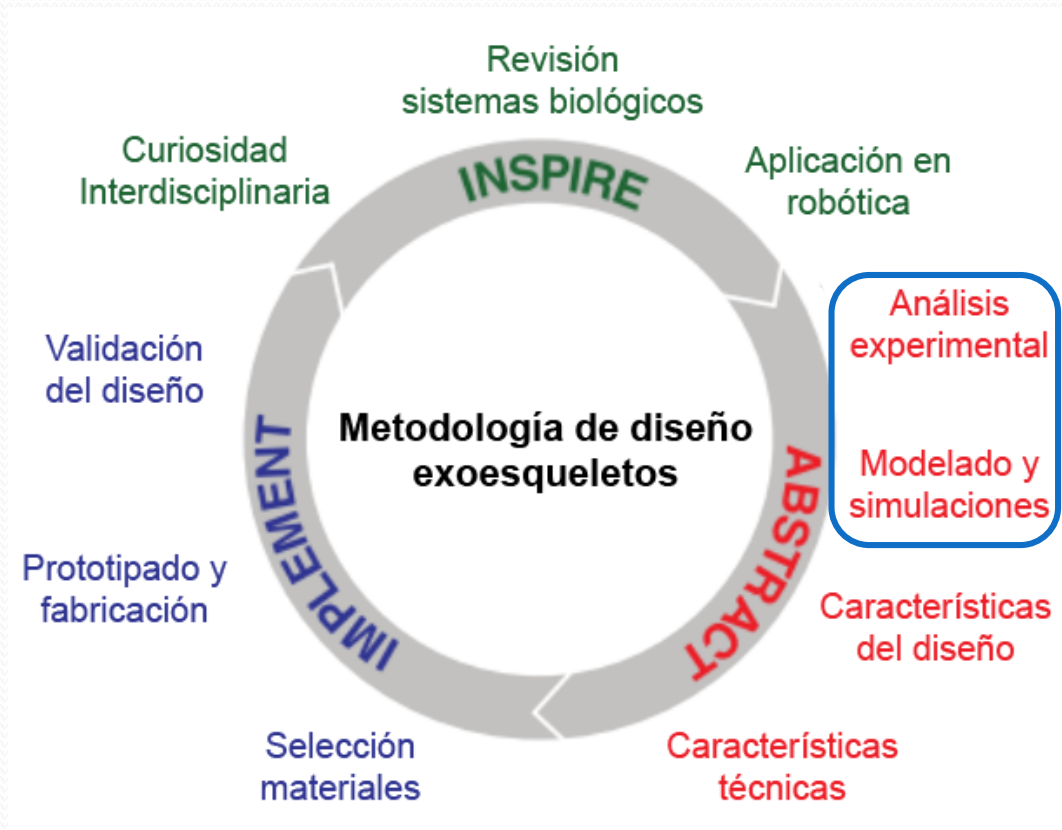 Revisión
sistemas biológicos
Curiosidad
Interdisciplinaria
INSPIRE
Aplicación en
robótica
Análisis
experimental
Modelado y
simulaciones
ABSTRACT
Características
del diseño
Características
técnicas
Selección
materiales
IMPLEMENT
Prototipado y
fabricación
Validación
del diseño
Metodología de diseño
exoesqueletos